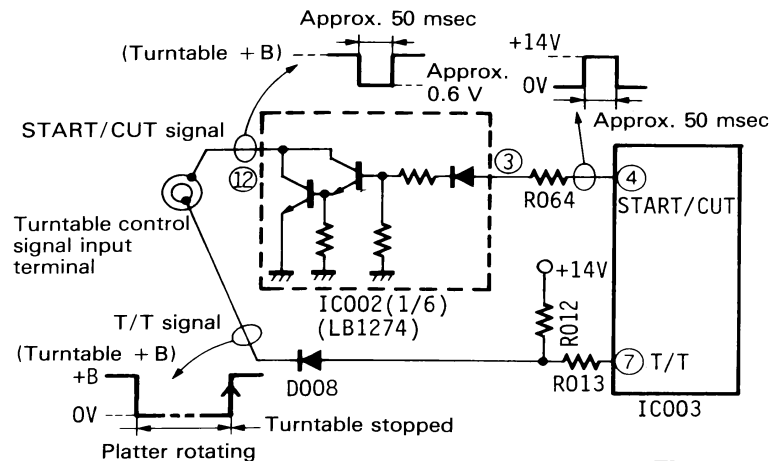 Approx. 50 msec
(Turntable + B)
Approx.
0.6 V
+14V
0V
Approx. 50 msec
START/CUT signal
12
3
R064
4
START/CUT
Turntable control
signal input
terminal
IC002(1/6)
(LB1274)
+14V
R012
T/T signal
(Turntable + B)
+B
0V
D008
R013
7 T/T
IC003
Turntable stopped
Platter rotating